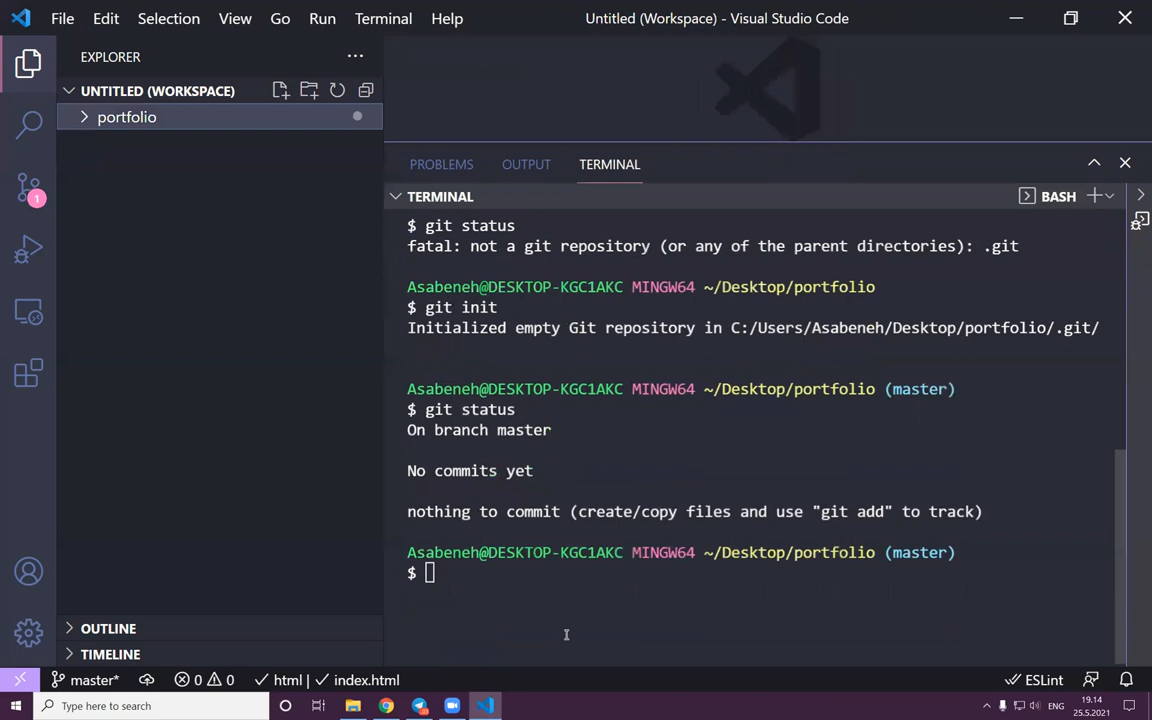 File Edit Selection View Go Run Terminal Help Untitled (Workspace) - Visual Studio Code
EXPLORER
UNTITLED (WORKSPACE)
portfolio
1
PROBLEMS OUTPUT TERMINAL
TERMINAL
BASH
$ git status
fatal: not a git repository (or any of the parent directories): .git
Asabeneh@DESKTOP-KGC1AKC MINGW64 ~/Desktop/portfolio
$ git init
Initialized empty Git repository in C:/Users/Asabeneh/Desktop/portfolio/.git/
Asabeneh@DESKTOP-KGC1AKC MINGW64 ~/Desktop/portfolio (master)
$ git status
On branch master
No commits yet
nothing to commit (create/copy files and use "git add" to track)
Asabeneh@DESKTOP-KGC1AKC MINGW64 ~/Desktop/portfolio (master)
$
OUTLINE
TIMELINE
master* 0 0 html | index.html ESLint
Type here to search
ENG
19.14
25.5.2021